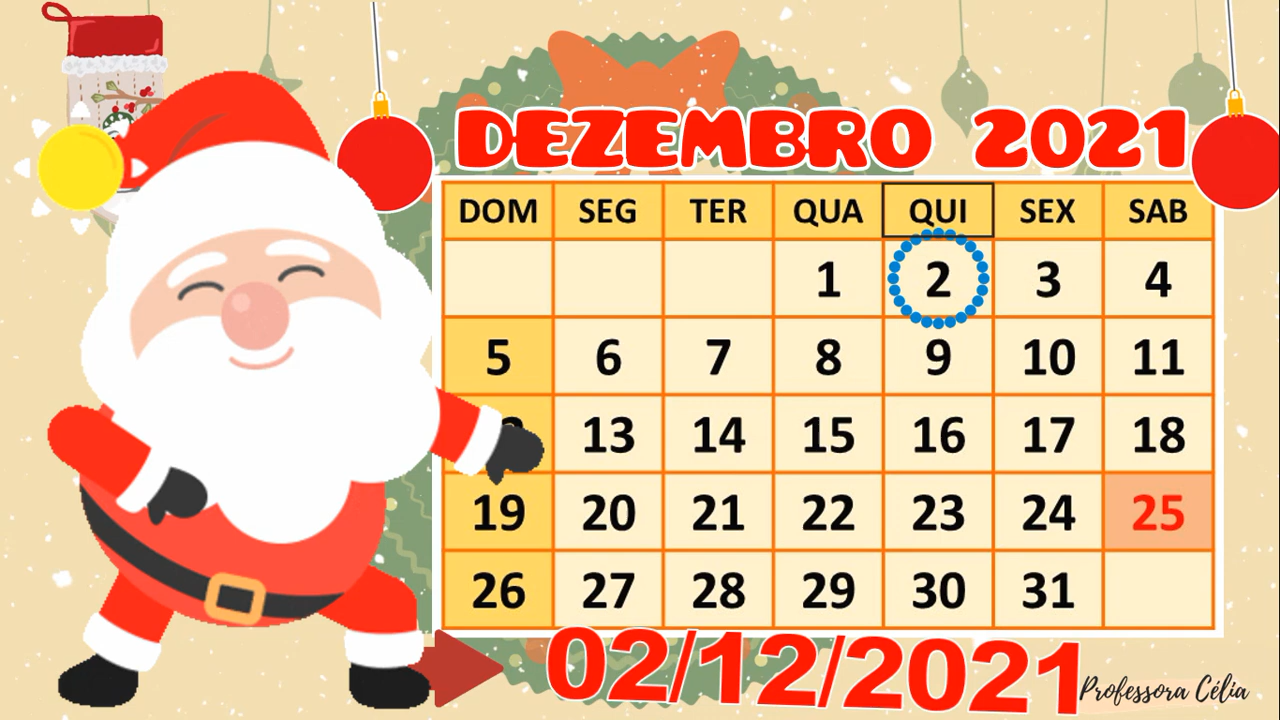 DEZEMBRO 2021
DOM SEG TER QUA QUI SEX SAB
1 2 3 4
5 6 7 8 9 10 11
13 14 15 16 17 18
19 20 21 22 23 24 25
26 27 28 29 30 31
02/12/2021
Professora Célia